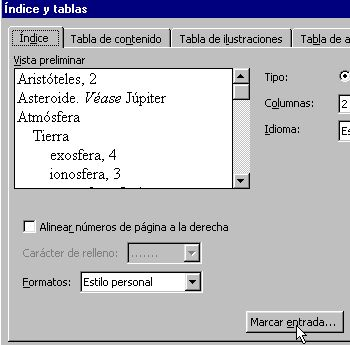 Índice y tablas
Índice Tabla de contenido Tabla de ilustraciones Tabla de a
Vista preliminar
Aristóteles, 2
Asteroide. Véase Júpiter
Atmósfera
Tierra
exosfera, 4
ionosfera, 3
Tipo:
Columnas: 2
Idioma: Es
Alinear números de página a la derecha
Carácter de relleno: .......
Formatos: Estilo personal
Marcar entrada...